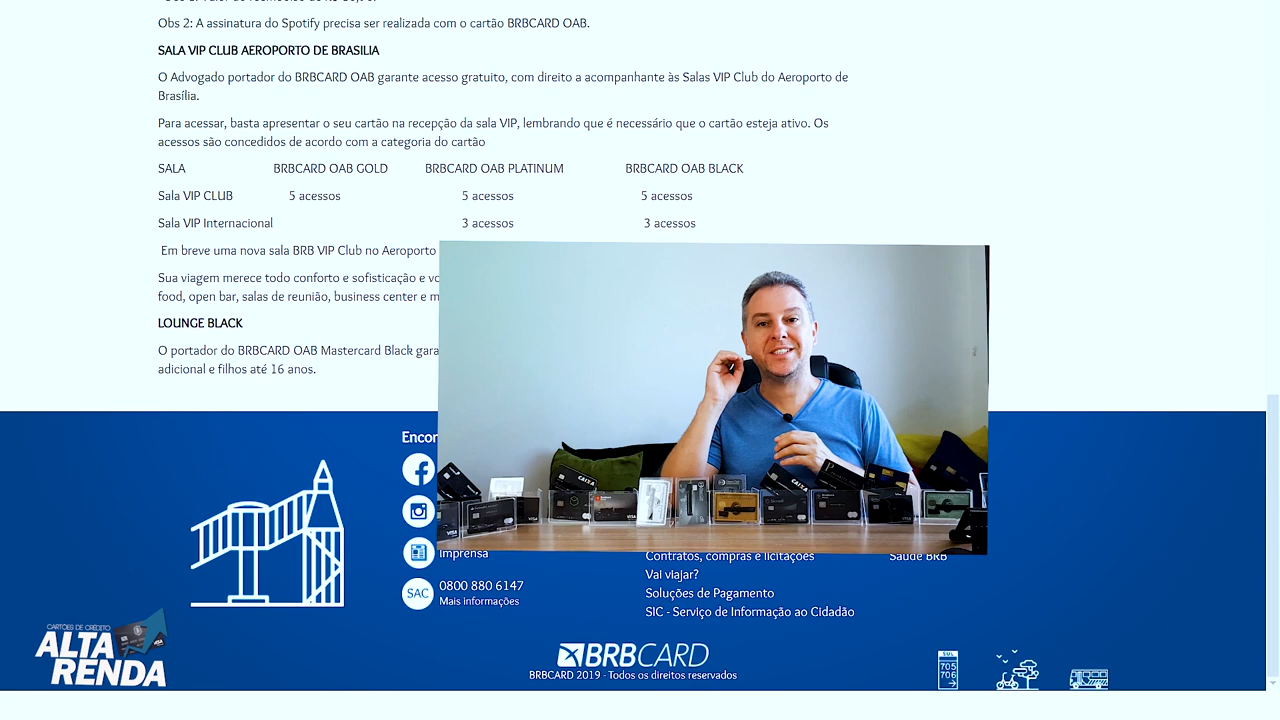 Obs 2: A assinatura do Spotify precisa ser realizada com o cartão BRBCARD OAB.
SALA VIP CLUB AEROPORTO DE BRASILIA
O Advogado portador do BRBCARD OAB garante acesso gratuito, com direito a acompanhante às Salas VIP Club do Aeroporto de
Brasília.
Para acessar, basta apresentar o seu cartão na recepção da sala VIP, lembrando que é necessário que o cartão esteja ativo. Os
acessos são concedidos de acordo com a categoria do cartão
SALA BRBCARD OAB GOLD BRBCARD OAB PLATINUM BRBCARD OAB BLACK
Sala VIP CLUB 5 acessos 5 acessos 5 acessos
Sala VIP Internacional 3 acessos 3 acessos
Em breve uma nova sala BRB VIP Club no Aeroporto
Sua viagem merece todo conforto e sofisticação e
food, open bar, salas de reunião, business center e
LOUNGE BLACK
O portador do BRBCARD OAB Mastercard Black
adicional e filhos até 16 anos.
CAIXA
VISA
VISA
VISA
Imprensa
SAC 0800 880 6147
Mais informações
Contratos, compras e licitações
Vai viajar?
Soluções de Pagamento
SIC - Serviço de Informação ao Cidadão
Saúde BRB
CARTÕES DE CRÉDITO
ALTA
RENDA
VISA
BRBCARD
BRBCARD 2019 - Todos os direitos reservados
SUL
705
706